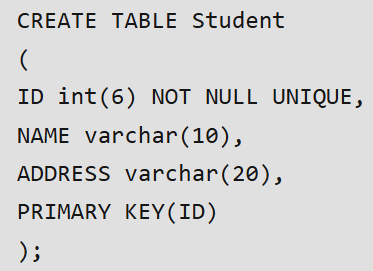 CREATE TABLE Student
(
ID int(6) NOT NULL UNIQUE,
NAME varchar(10),
ADDRESS varchar(20),
PRIMARY KEY(ID)
);